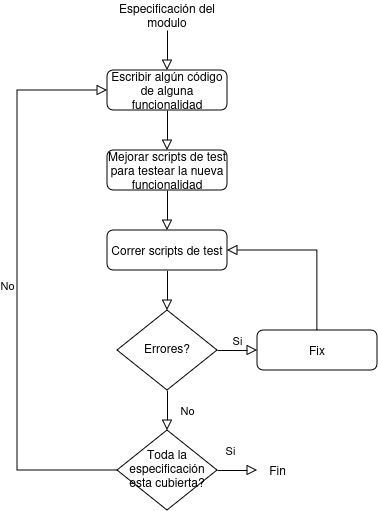 Especificación del
modulo
Escribir algún código
de alguna
funcionalidad
Mejorar scripts de test
para testear la nueva
funcionalidad
Correr scripts de test
No
Errores?
Si
Fix
No
Toda la
especificación
esta cubierta?
Si
Fin